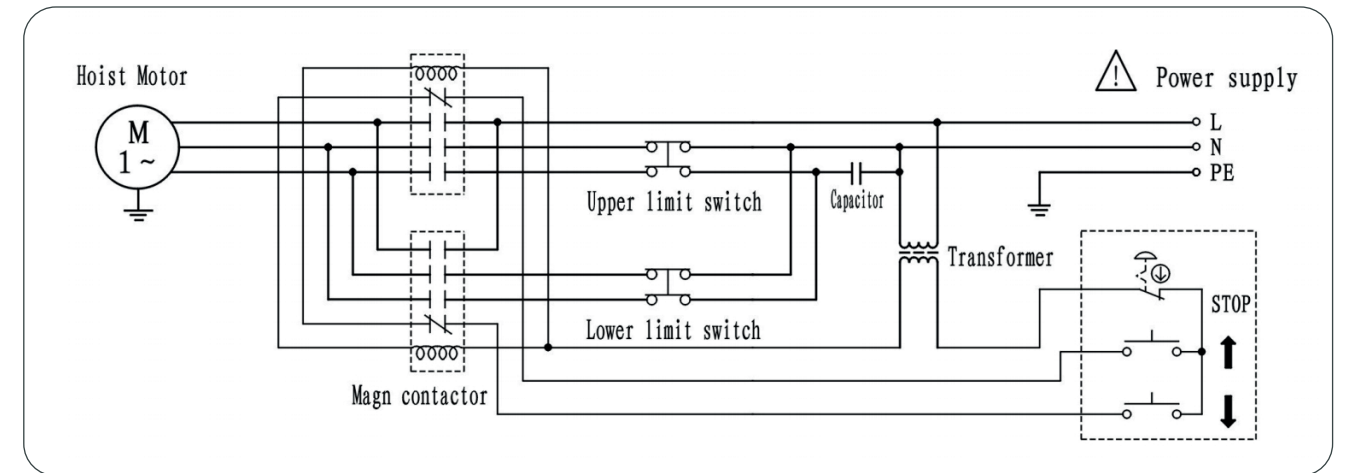 Hoist Motor
M
1 ~
Power supply
L
N
PE
Upper limit switch
Capacitor
Transformer
STOP
Lower limit switch
Magn contactor